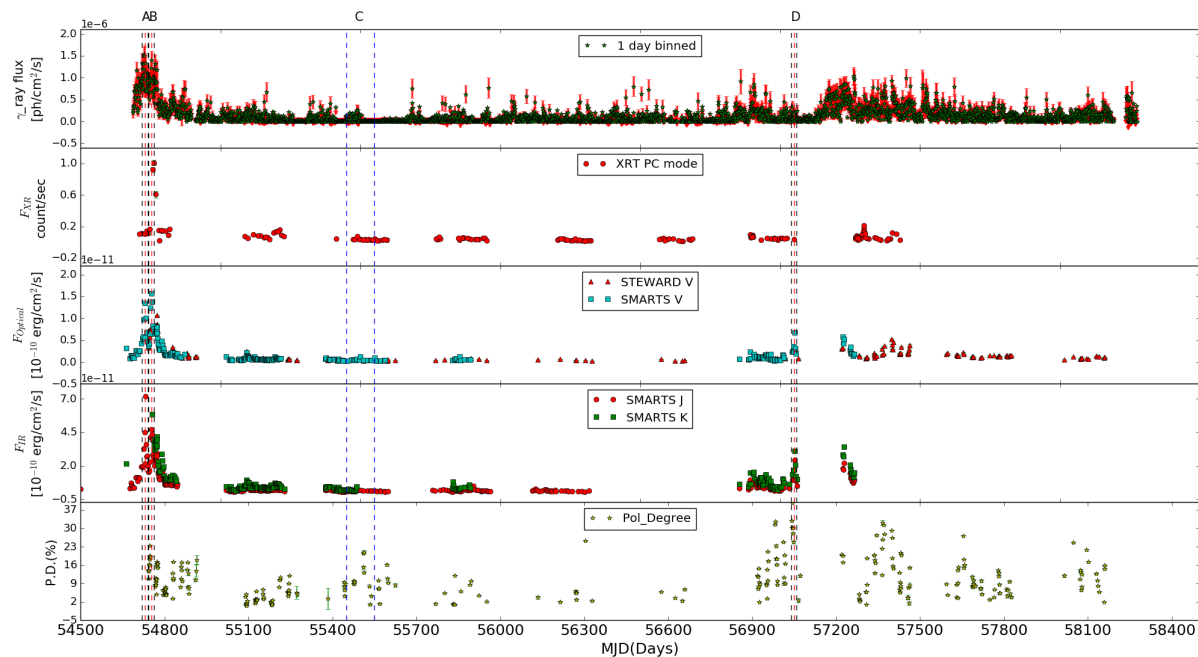 AB C D
1e−6
γ_ray flux
[ph/cm²/s]
2.0
1.5
1.0
0.5
0.0
−0.5
1 day binned
F_XR
count/sec
1.0
0.6
0.2
−0.2
XRT PC mode
1e−11
F_Optical
[10⁻¹⁰ erg/cm²/s]
2.0
1.5
1.0
0.5
0.0
−0.5
STEWARD V
SMARTS V
1e−11
F_IR
[10⁻¹⁰ erg/cm²/s]
7.0
4.5
2.0
−0.5
SMARTS J
SMARTS K
P.D.(%)
37
30
23
16
9
2
−5
Pol_Degree
54500 54800 55100 55400 55700 56000 56300 56600 56900 57200 57500 57800 58100 58400
MJD(Days)